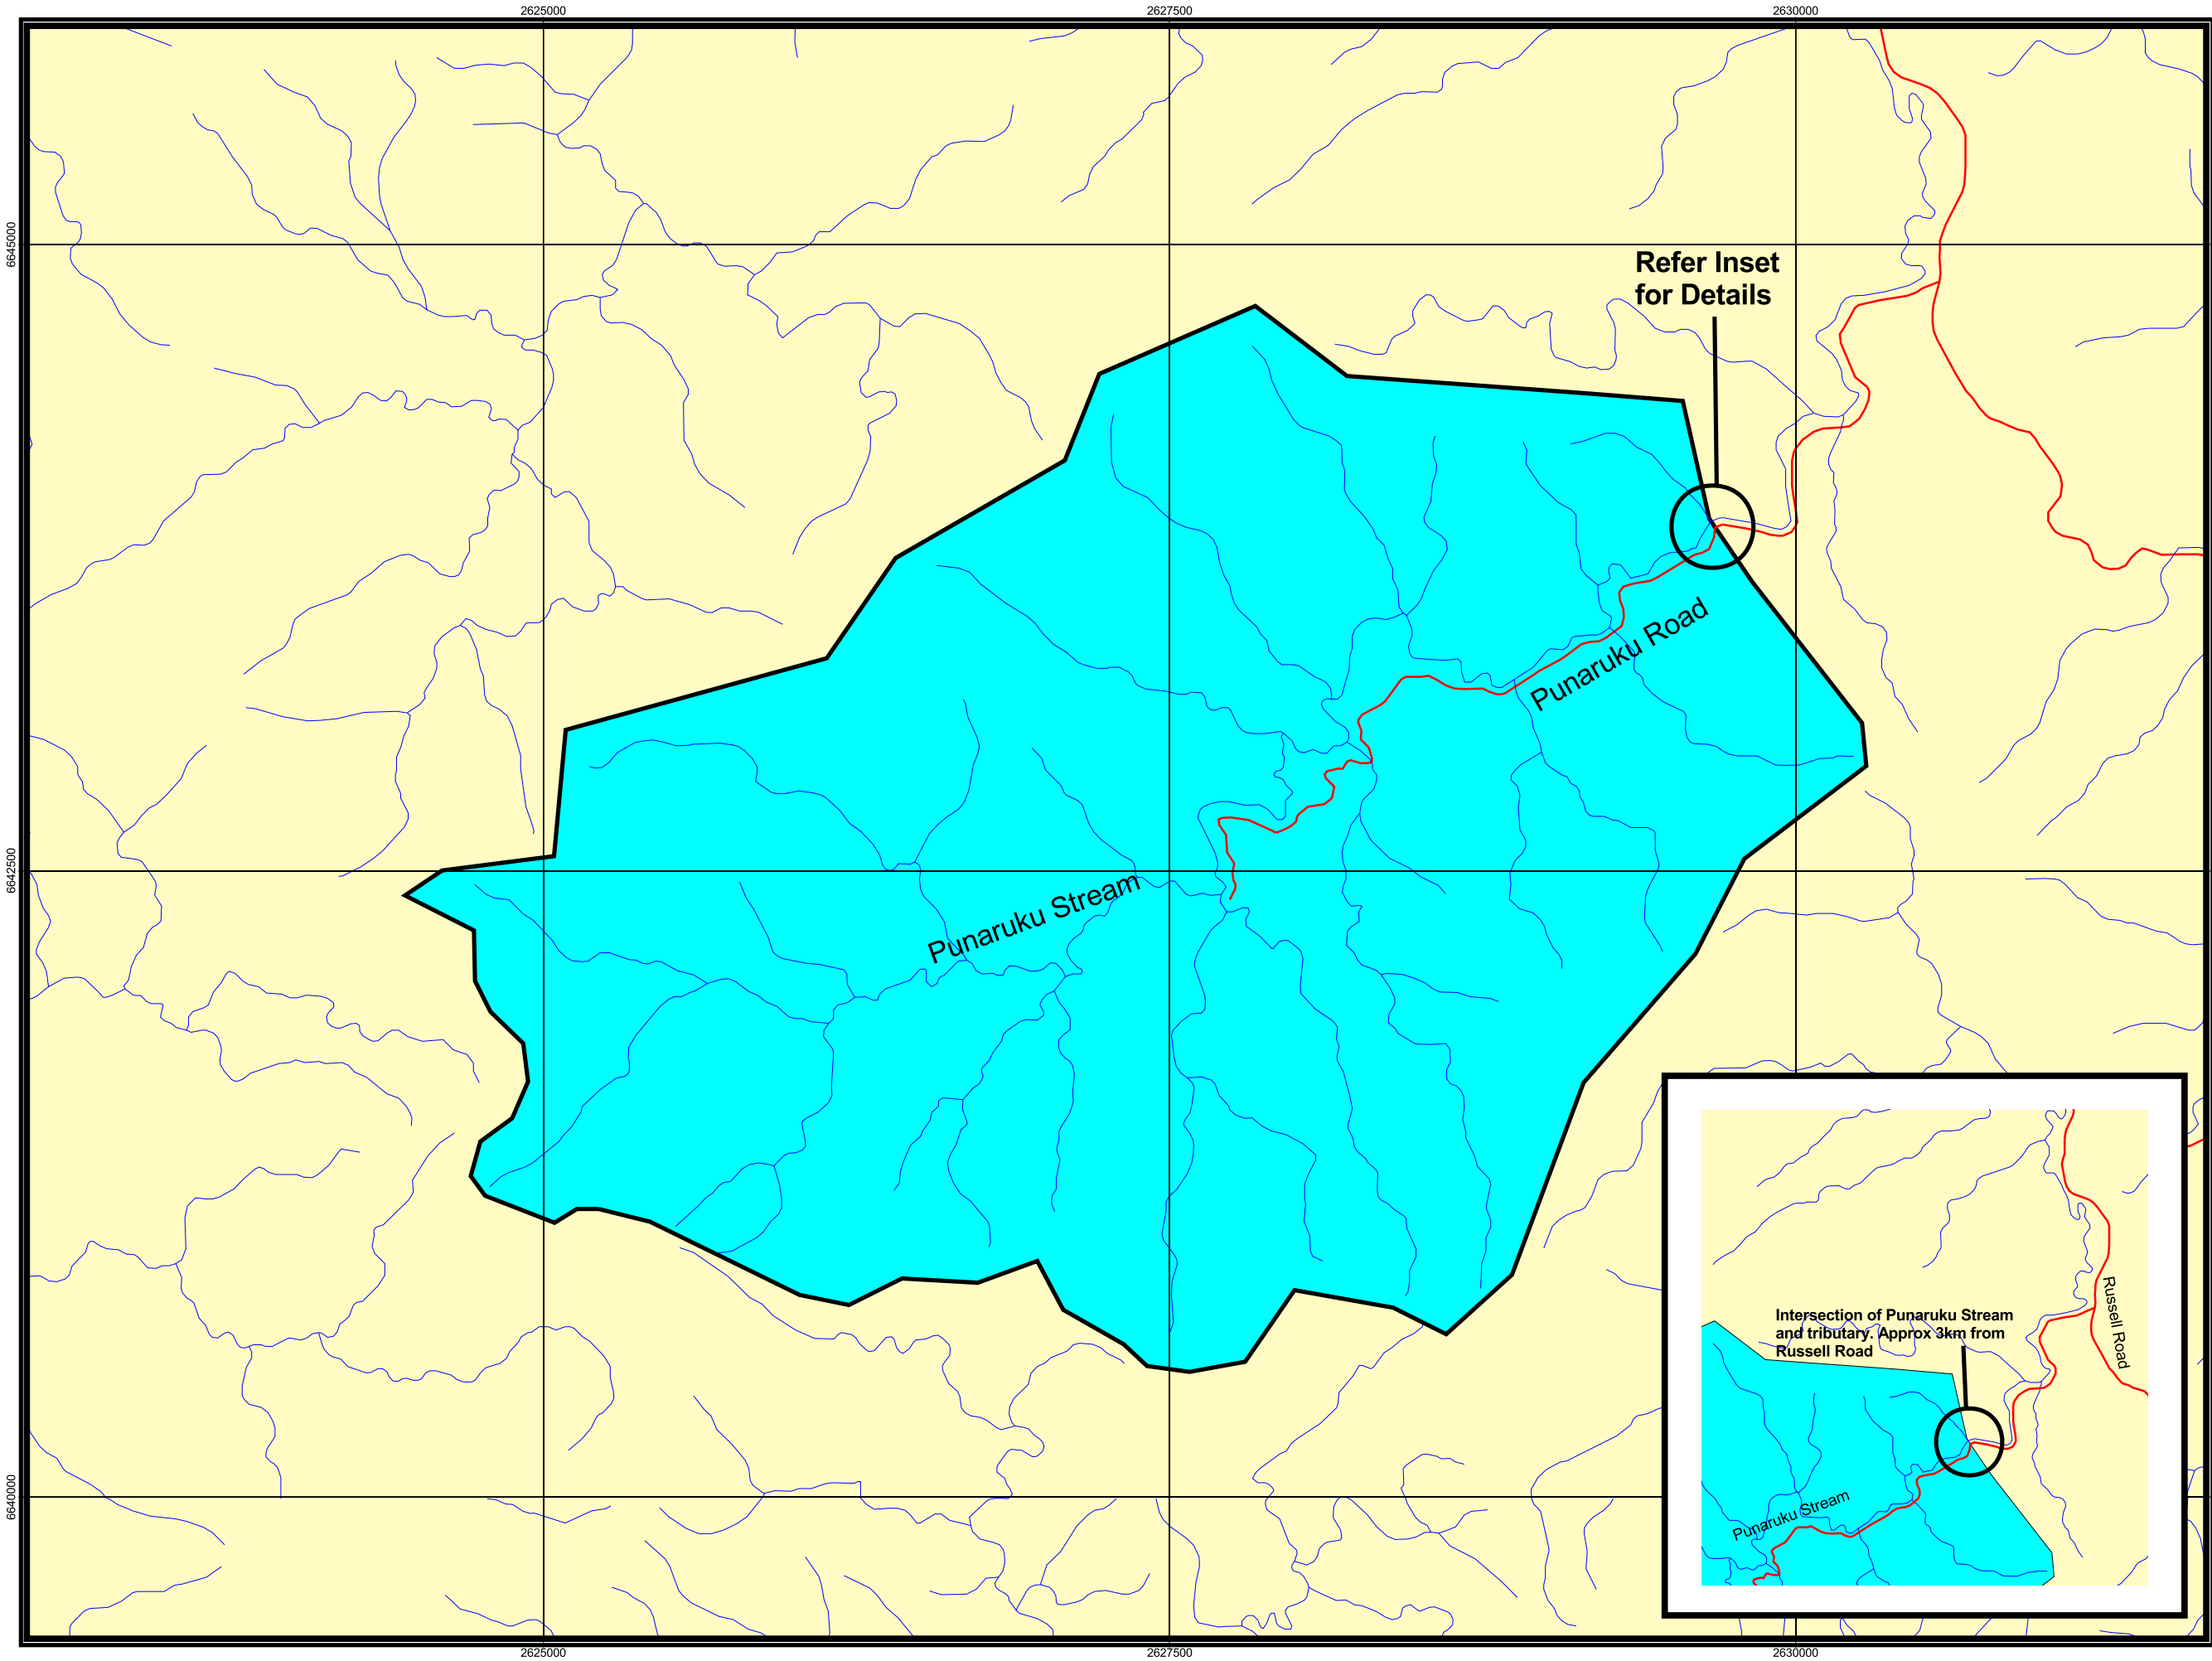 2625000
2627500
2630000
6645000
Refer Inset
for Details
Punaruku Road
6642500
Punaruku Stream
Intersection of Punaruku Stream
and tributary. Approx 3km from
Russell Road
Russell Road
Punaruku Stream
6640000
2625000
2627500
2630000